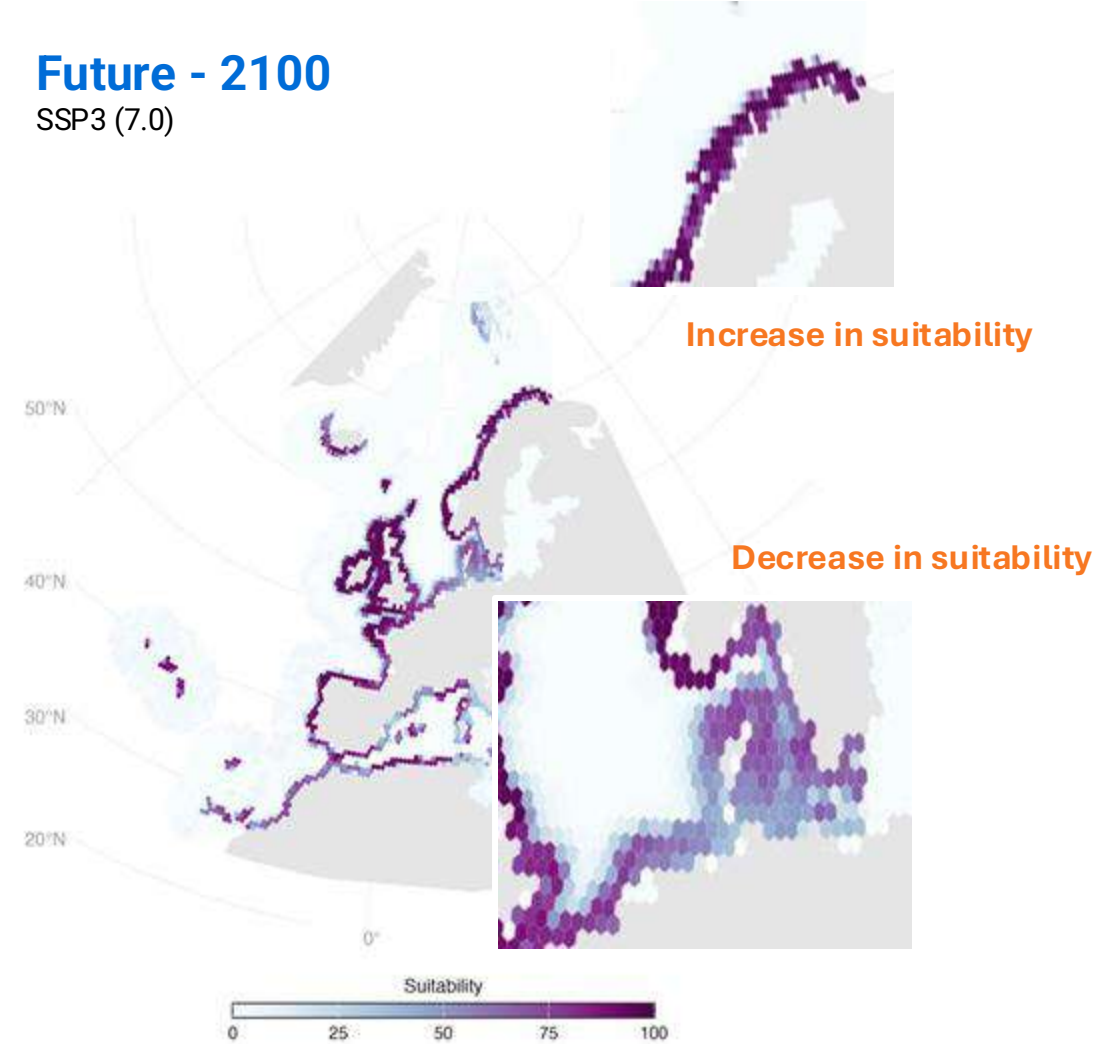 Future - 2100
SSP3 (7.0)
Increase in suitability
50°N
Decrease in suitability
40°N
30°N
20°N
0°
Suitability
0 25 50 75 100